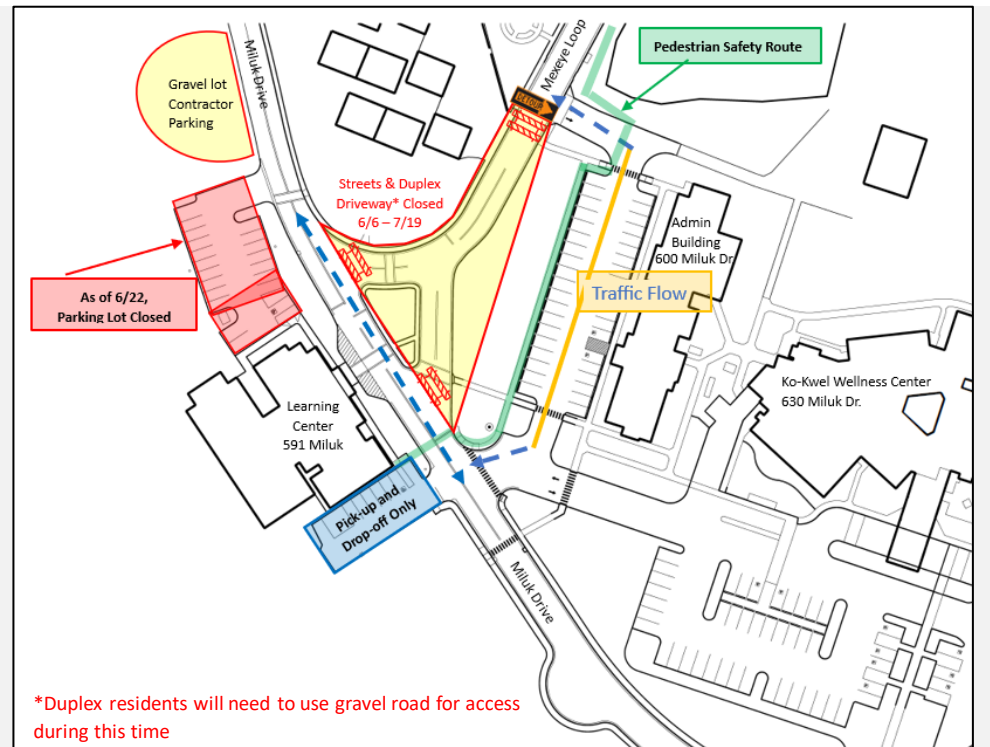 Miluk Drive
Mexeye Loop
Pedestrian Safety Route
Gravel lot
Contractor
Parking
DETOUR
Streets & Duplex
Driveway* Closed
6/6 – 7/19
Admin
Building
600 Miluk Dr
As of 6/22,
Parking Lot Closed
Traffic Flow
Ko-Kwel Wellness Center
630 Miluk Dr.
Learning
Center
591 Miluk
Pick-up and
Drop-off Only
Miluk Drive
*Duplex residents will need to use gravel road for access
during this time